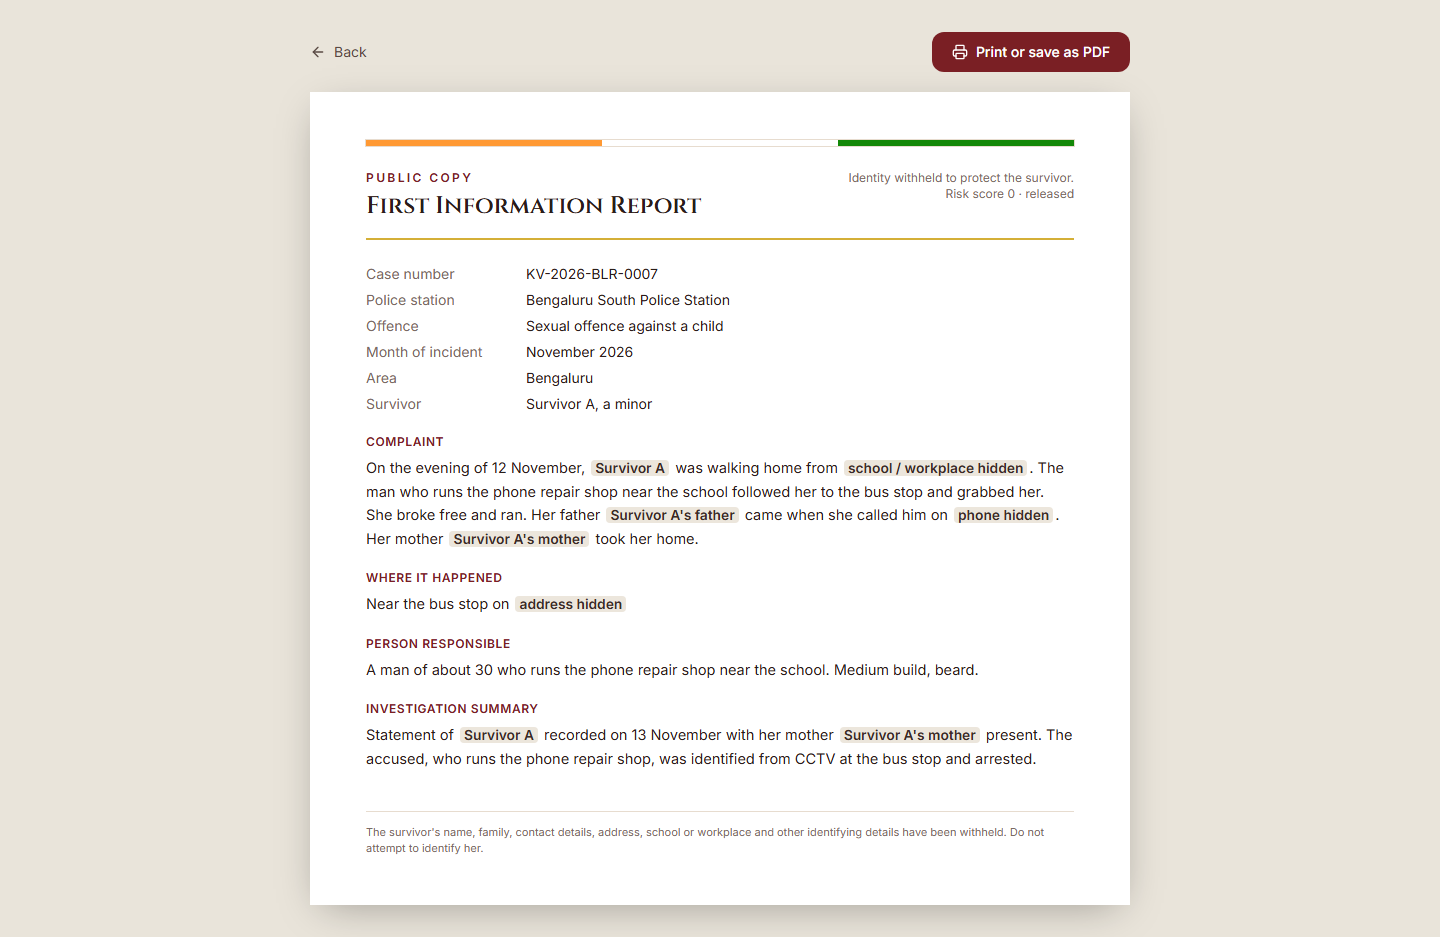 Back
Print or save as PDF
PUBLIC COPY
First Information Report
Identity withheld to protect the survivor.
Risk score 0 · released
Case number KV-2026-BLR-0007
Police station Bengaluru South Police Station
Offence Sexual offence against a child
Month of incident November 2026
Area Bengaluru
Survivor Survivor A, a minor
COMPLAINT
On the evening of 12 November, Survivor A was walking home from school / workplace hidden . The
man who runs the phone repair shop near the school followed her to the bus stop and grabbed her.
She broke free and ran. Her father Survivor A's father came when she called him on phone hidden .
Her mother Survivor A's mother took her home.
WHERE IT HAPPENED
Near the bus stop on address hidden
PERSON RESPONSIBLE
A man of about 30 who runs the phone repair shop near the school. Medium build, beard.
INVESTIGATION SUMMARY
Statement of Survivor A recorded on 13 November with her mother Survivor A's mother present. The
accused, who runs the phone repair shop, was identified from CCTV at the bus stop and arrested.
The survivor's name, family, contact details, address, school or workplace and other identifying details have been withheld. Do not
attempt to identify her.